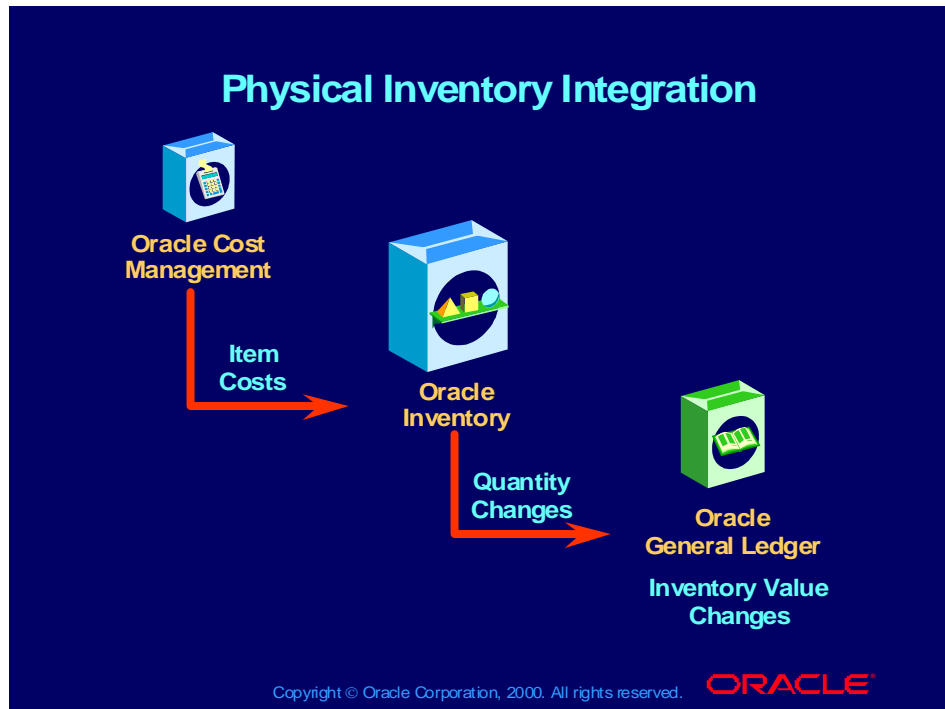 Physical Inventory Integration
Oracle Cost
Management
Item
Costs
Oracle
Inventory
Quantity
Changes
Oracle
General Ledger
Inventory Value
Changes
Copyright © Oracle Corporation, 2000. All rights reserved.
ORACLE®